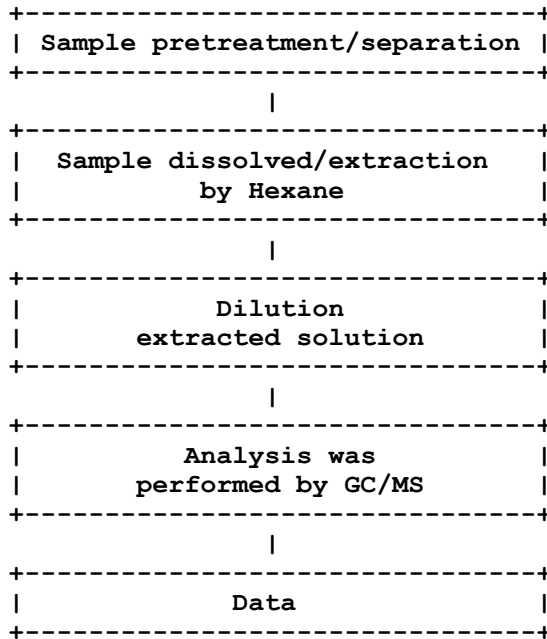 Sample pretreatment/separation
Sample dissolved/extraction
by Hexane
Dilution
extracted solution
Analysis was
performed by GC/MS
Data